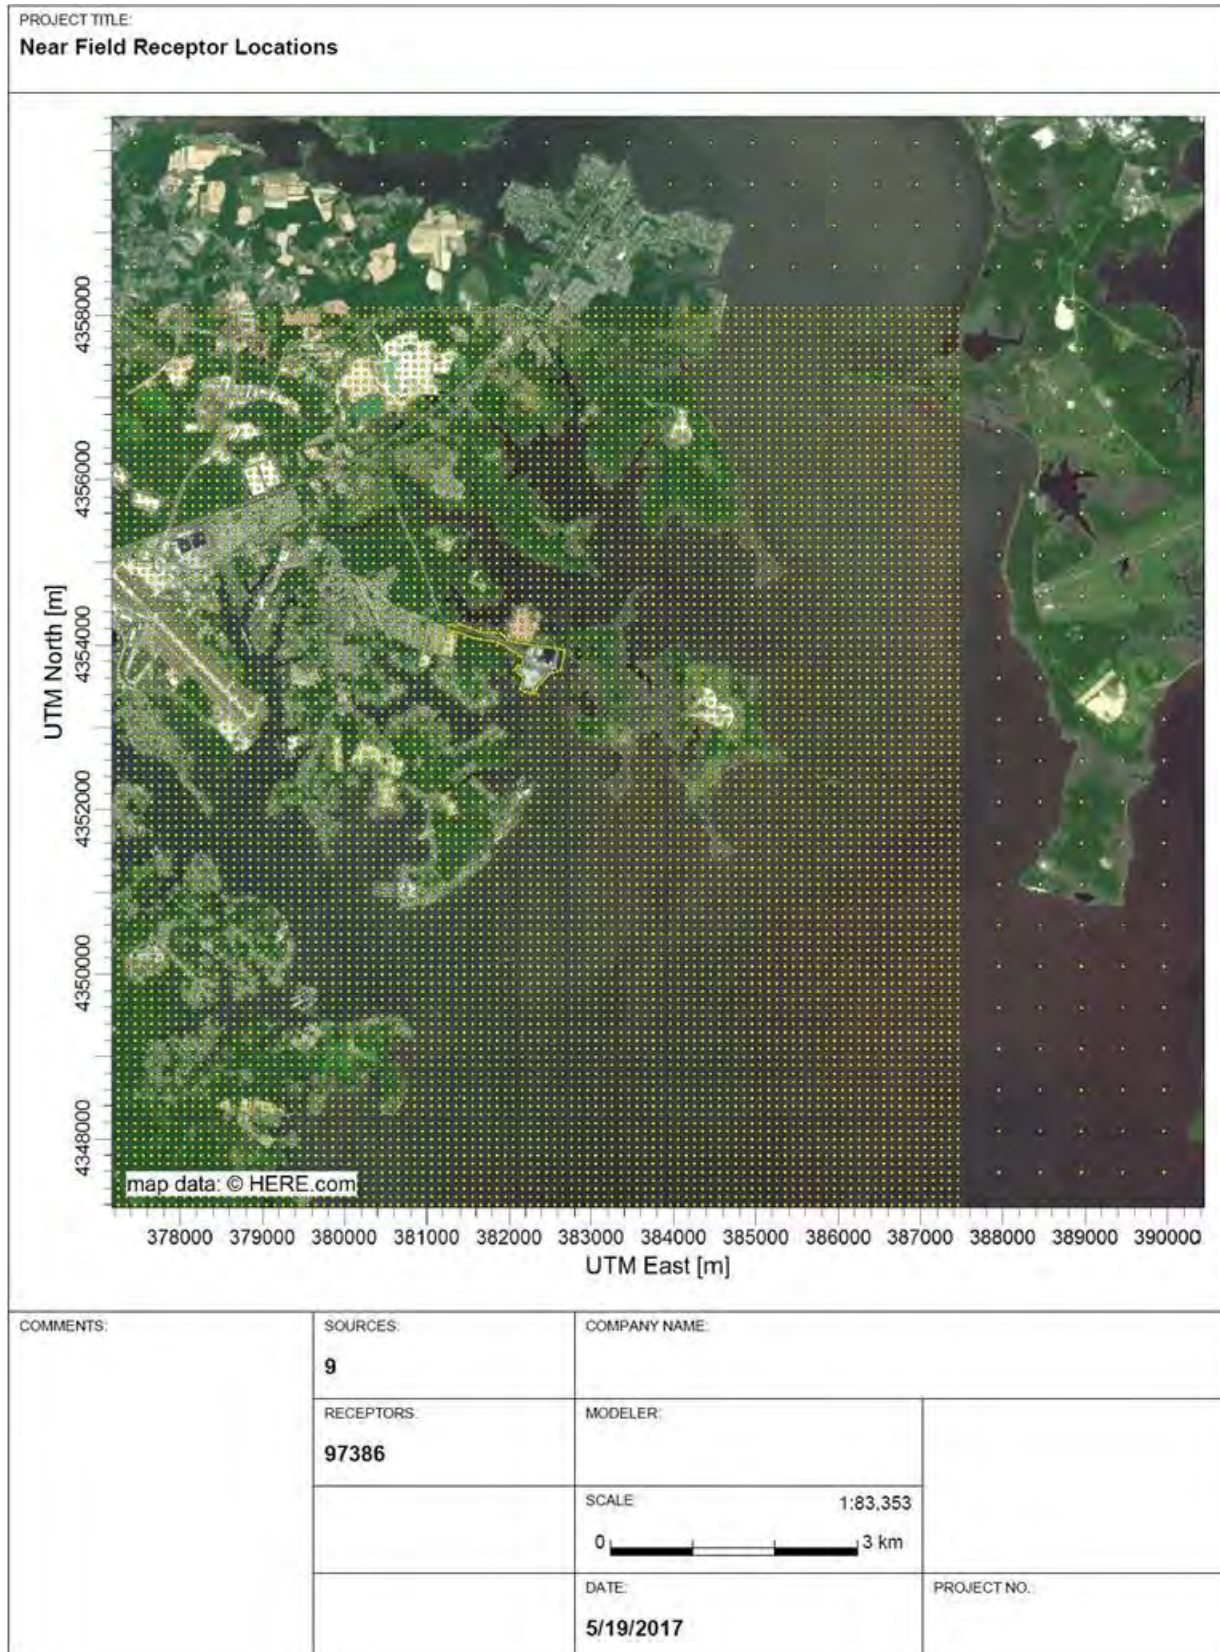 PROJECT TITLE:
Near Field Receptor Locations
UTM North [m]
4358000
4356000
4354000
4352000
4350000
4348000
map data: © HERE.com
378000 379000 380000 381000 382000 383000 384000 385000 386000 387000 388000 389000 390000
UTM East [m]
COMMENTS:
SOURCES:
9
COMPANY NAME:
RECEPTORS:
97386
MODELER:
SCALE: 1:83,353
0 3 km
DATE:
5/19/2017
PROJECT NO.: